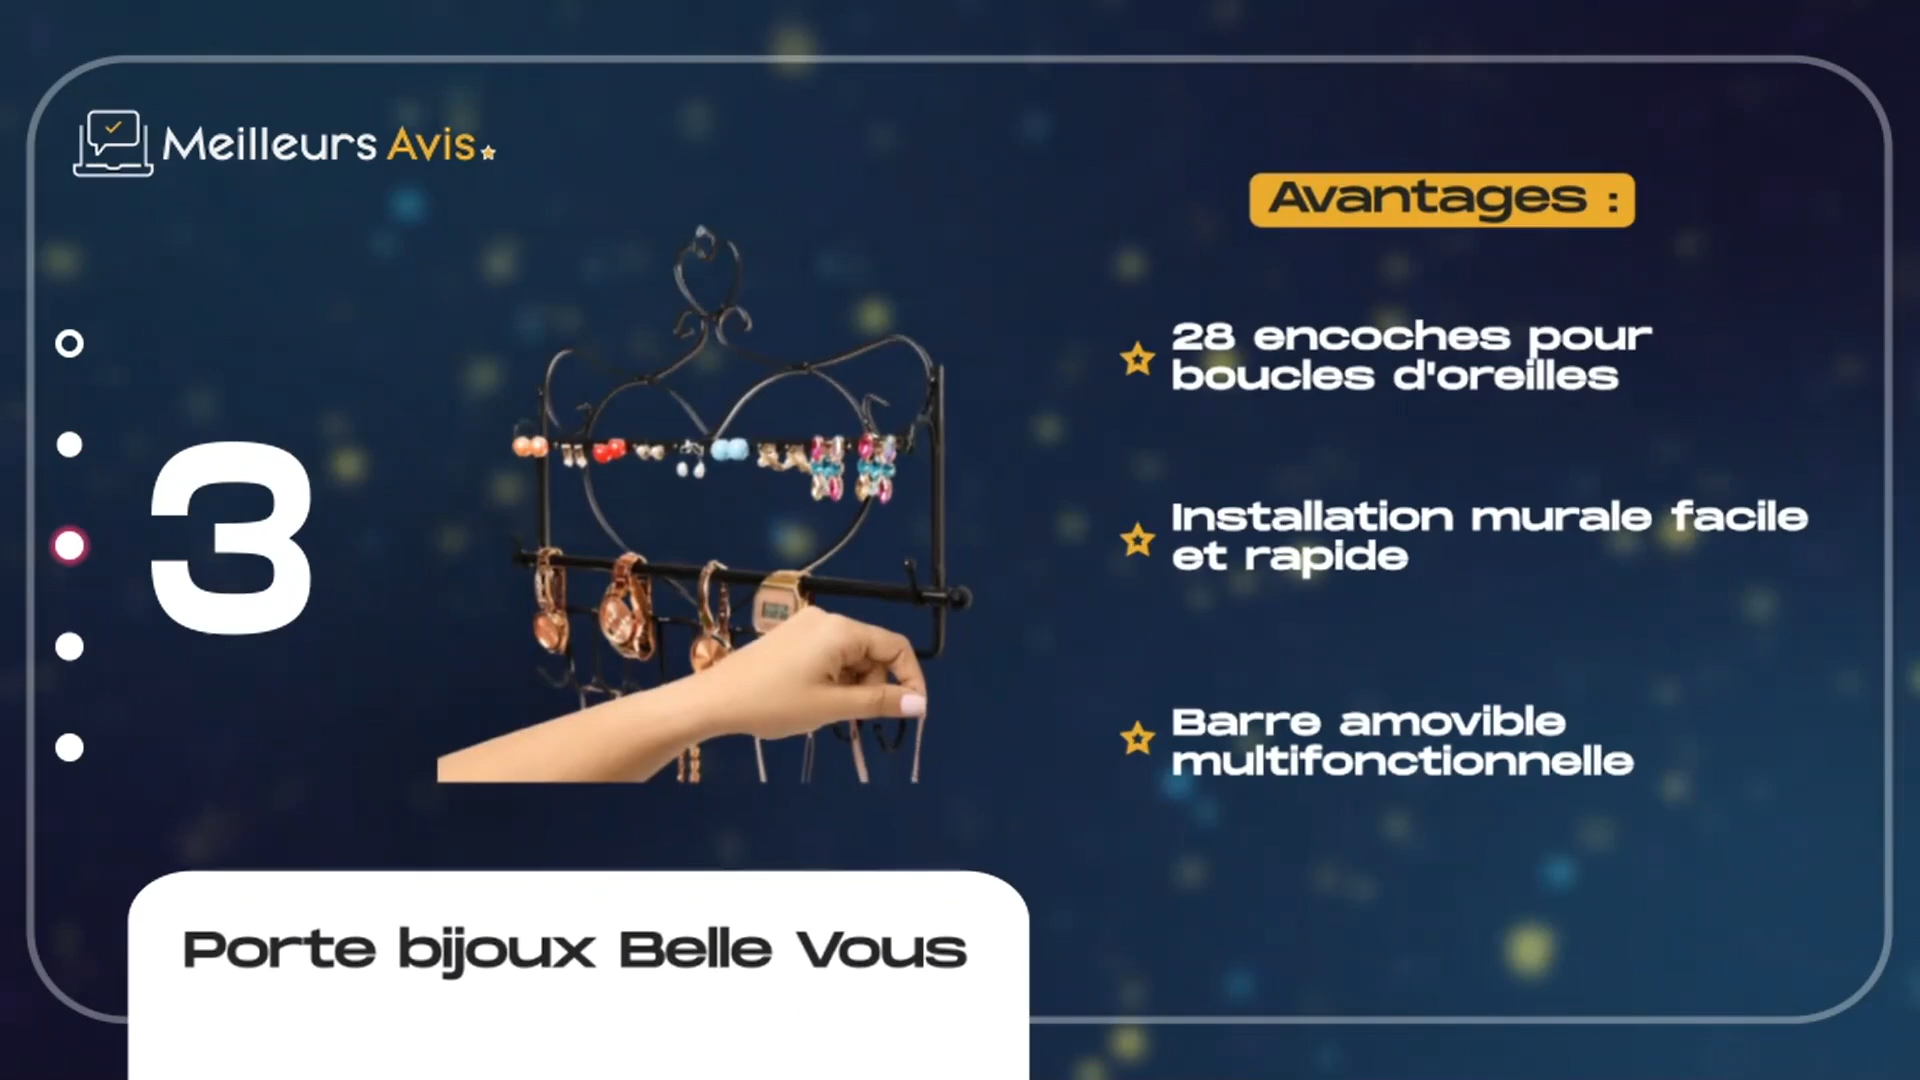 Meilleurs Avis
Avantages :
28 encoches pour
boucles d'oreilles
Installation murale facile
et rapide
3
Barre amovible
multifonctionnelle
Porte bijoux Belle Vous